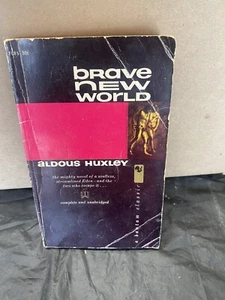 brave
new
world
aldous huxley
the mighty novel of a soulless,
streamlined Eden—and the
two who escape it...
complete and unabridged
a bantam classic